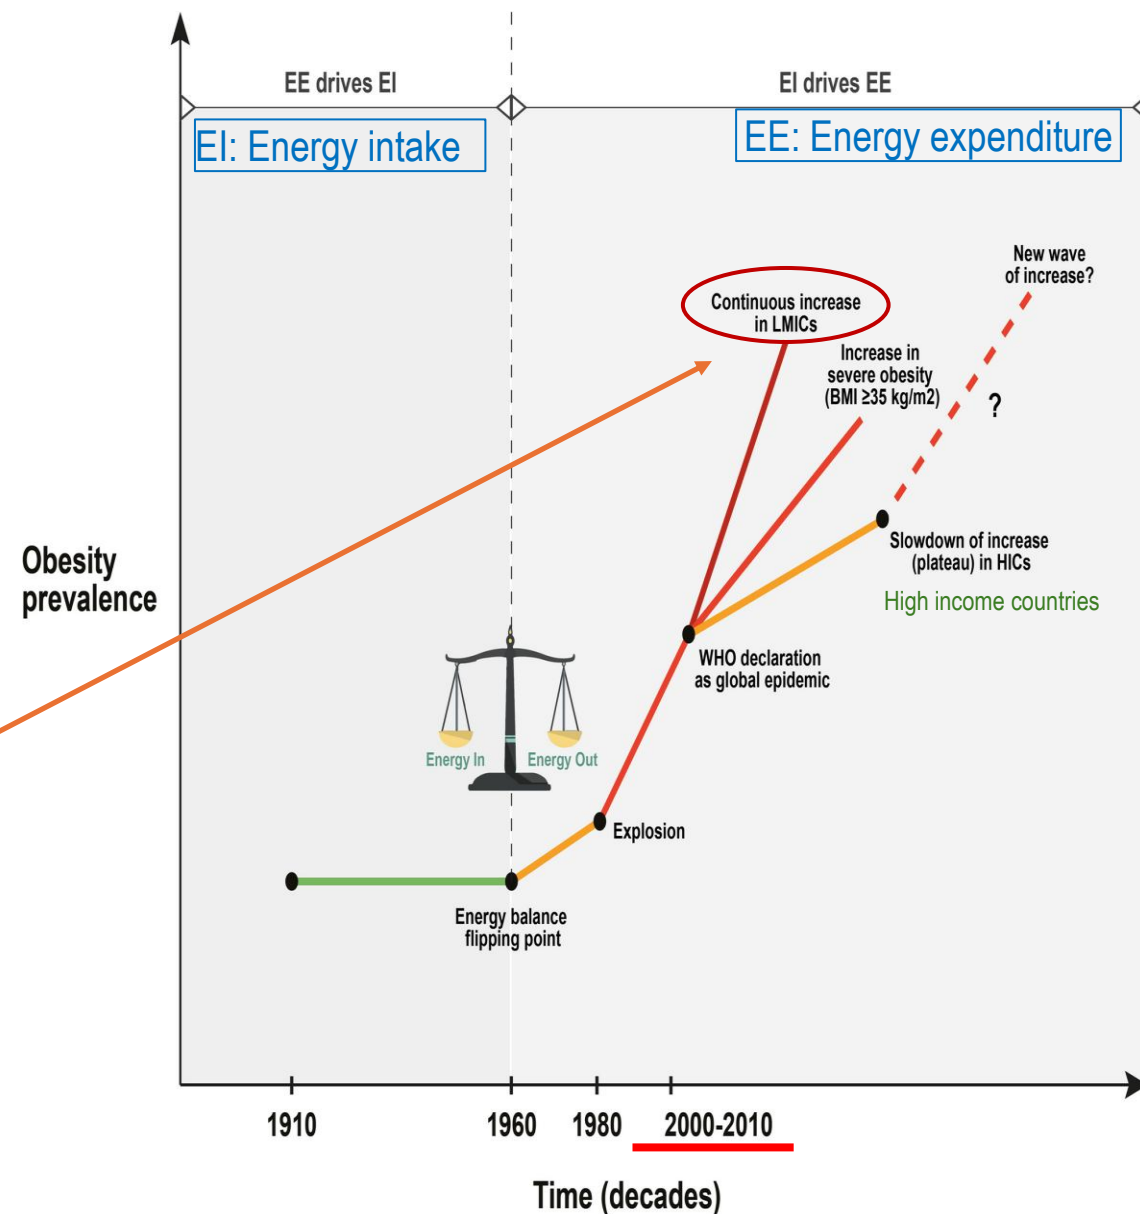 EE drives EI
EI drives EE
EI: Energy intake
EE: Energy expenditure
New wave
of increase?
Continuous increase
in LMICs
Increase in
severe obesity
(BMI ≥35 kg/m2)
?
Slowdown of increase
(plateau) in HICs
High income countries
Obesity
prevalence
WHO declaration
as global epidemic
Energy In
Energy Out
Explosion
Energy balance
flipping point
1910
1960
1980
2000-2010
Time (decades)